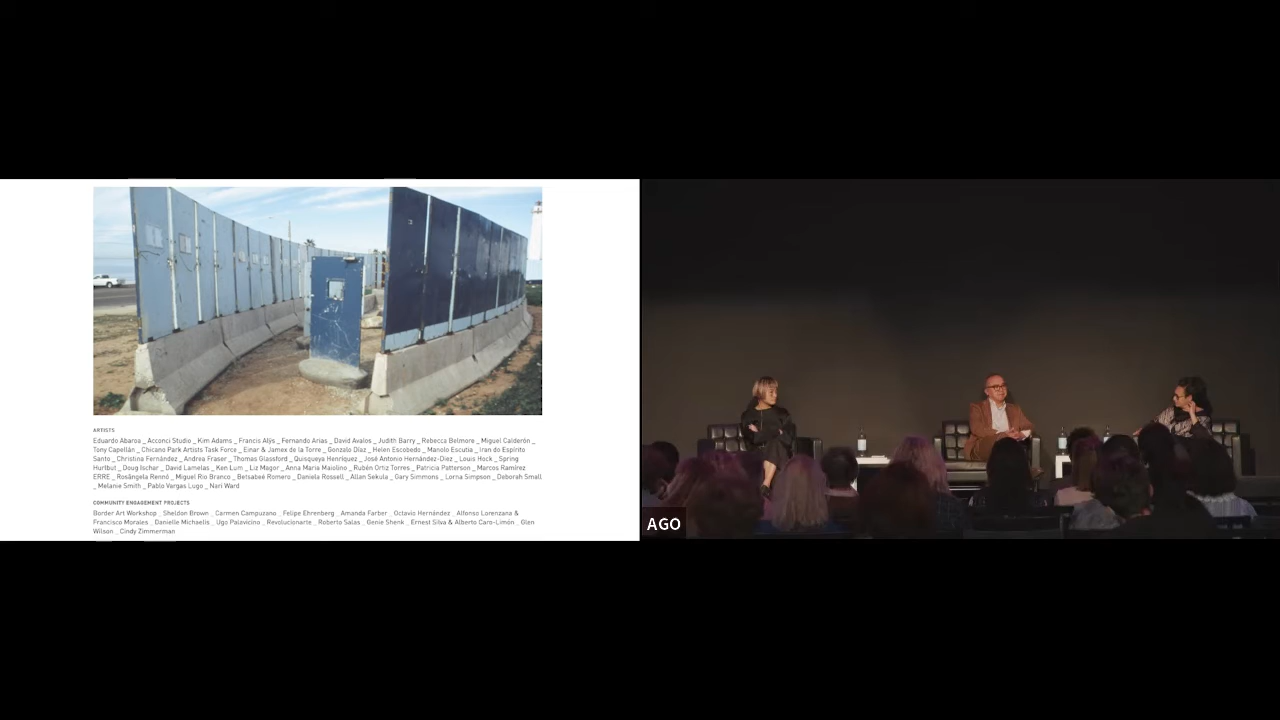 ARTISTS
Eduardo Abaroa _ Acconci Studio _ Kim Adams _ Francis Alÿs _ Fernando Arias _ David Avalos _ Judith Barry _ Rebecca Belmore _ Miguel Calderón _
Tony Capellán _ Chicano Park Artists Task Force _ Einar & Jamex de la Torre _ Gonzalo Díaz _ Helen Escobedo _ Manolo Escutia _ Iran do Espírito
Santo _ Christina Fernández _ Andrea Fraser _ Thomas Glassford _ Quisqueya Henríquez _ José Antonio Hernández-Diez _ Louis Hock _ Spring
Hurlbut _ Doug Ischar _ David Lamelas _ Ken Lum _ Liz Magor _ Anna Maria Maiolino _ Rubén Ortiz Torres _ Patricia Patterson _ Marcos Ramírez
ERRE _ Rosângela Rennó _ Miguel Rio Branco _ Betsabeé Romero _ Daniela Rossell _ Allan Sekula _ Gary Simmons _ Lorna Simpson _ Deborah Small
_ Melanie Smith _ Pablo Vargas Lugo _ Nari Ward
COMMUNITY ENGAGEMENT PROJECTS
Border Art Workshop _ Sheldon Brown _ Carmen Campuzano _ Felipe Ehrenberg _ Amanda Farber _ Octavio Hernández _ Alfonso Lorenzana &
Francisco Morales _ Danielle Michaelis _ Ugo Palavicino _ Revolucionarte _ Roberto Salas _ Genie Shenk _ Ernest Silva & Alberto Caro-Limón _ Glen
Wilson _ Cindy Zimmerman
AGO